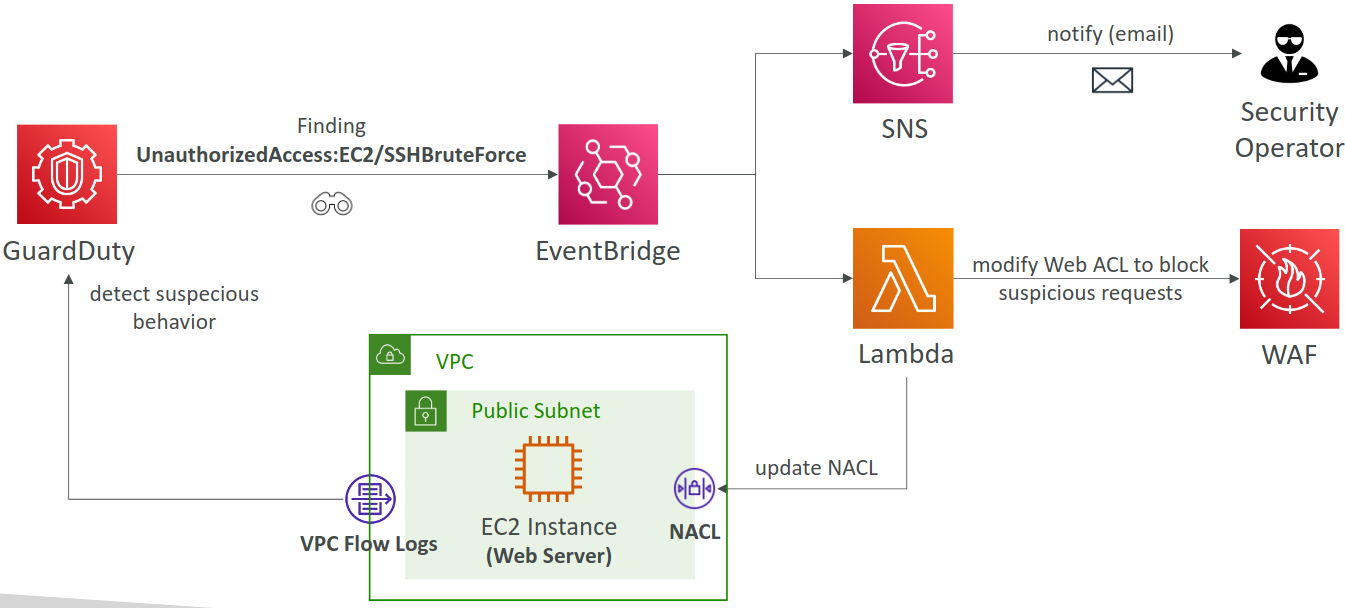 notify (email)
SNS
Security
Operator
Finding
UnauthorizedAccess:EC2/SSHBruteForce
GuardDuty
EventBridge
detect suspecious
behavior
modify Web ACL to block
suspicious requests
Lambda
WAF
VPC
Public Subnet
update NACL
EC2 Instance
(Web Server)
NACL
VPC Flow Logs